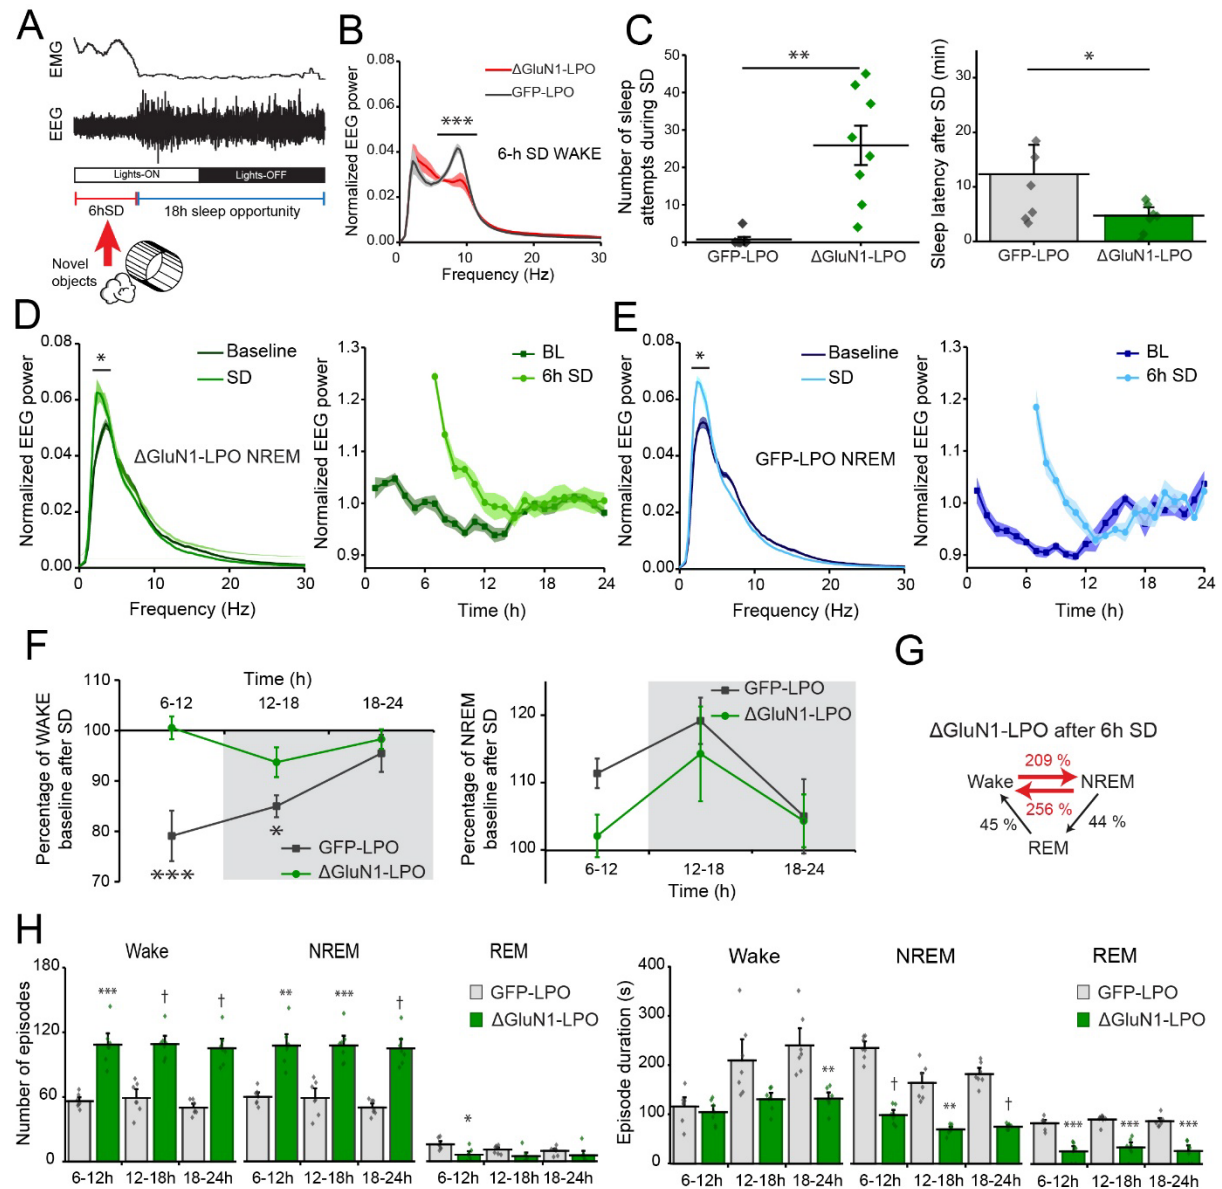 A
EMG
EEG
Lights-ON
Lights-OFF
6hSD
18h sleep opportunity
Novel
objects
B
Normalized EEG power
0.08
0.06
0.04
0.02
0.00
ΔGluN1-LPO
GFP-LPO
***
6-h SD WAKE
0 10 20 30
Frequency (Hz)
C
Number of sleep
attempts during SD
50
40
30
20
10
0
**
GFP-LPO ΔGluN1-LPO
Sleep latency after SD (min)
30
20
10
0
*
GFP-LPO ΔGluN1-LPO
D
Normalized EEG power
0.08
0.06
0.04
0.02
0.00
*
Baseline
SD
ΔGluN1-LPO NREM
0 10 20 30
Frequency (Hz)
Normalized EEG power
1.3
1.2
1.1
1.0
0.9
BL
6h SD
0 6 12 18 24
Time (h)
E
Normalized EEG power
0.08
0.06
0.04
0.02
0.00
*
Baseline
SD
GFP-LPO NREM
0 10 20 30
Frequency (Hz)
Normalized EEG power
1.3
1.2
1.1
1.0
0.9
BL
6h SD
0 6 12 18 24
Time (h)
F
Percentage of WAKE
baseline after SD
110
100
90
80
70
Time (h)
6-12 12-18 18-24
***
*
GFP-LPO
ΔGluN1-LPO
Percentage of NREM
baseline after SD
120
110
100
GFP-LPO
ΔGluN1-LPO
6-12 12-18 18-24
Time (h)
G
ΔGluN1-LPO after 6h SD
209 %
Wake NREM
256 %
45 % 44 %
REM
H
Number of episodes
180
120
60
0
Wake NREM REM
*** † † ** *** † *
GFP-LPO
ΔGluN1-LPO
6-12h 12-18h 18-24h 6-12h 12-18h 18-24h 6-12h 12-18h 18-24h
Episode duration (s)
400
300
200
100
0
Wake NREM REM
GFP-LPO
ΔGluN1-LPO
** † ** † *** *** ***
6-12h 12-18h 18-24h 6-12h 12-18h 18-24h 6-12h 12-18h 18-24h